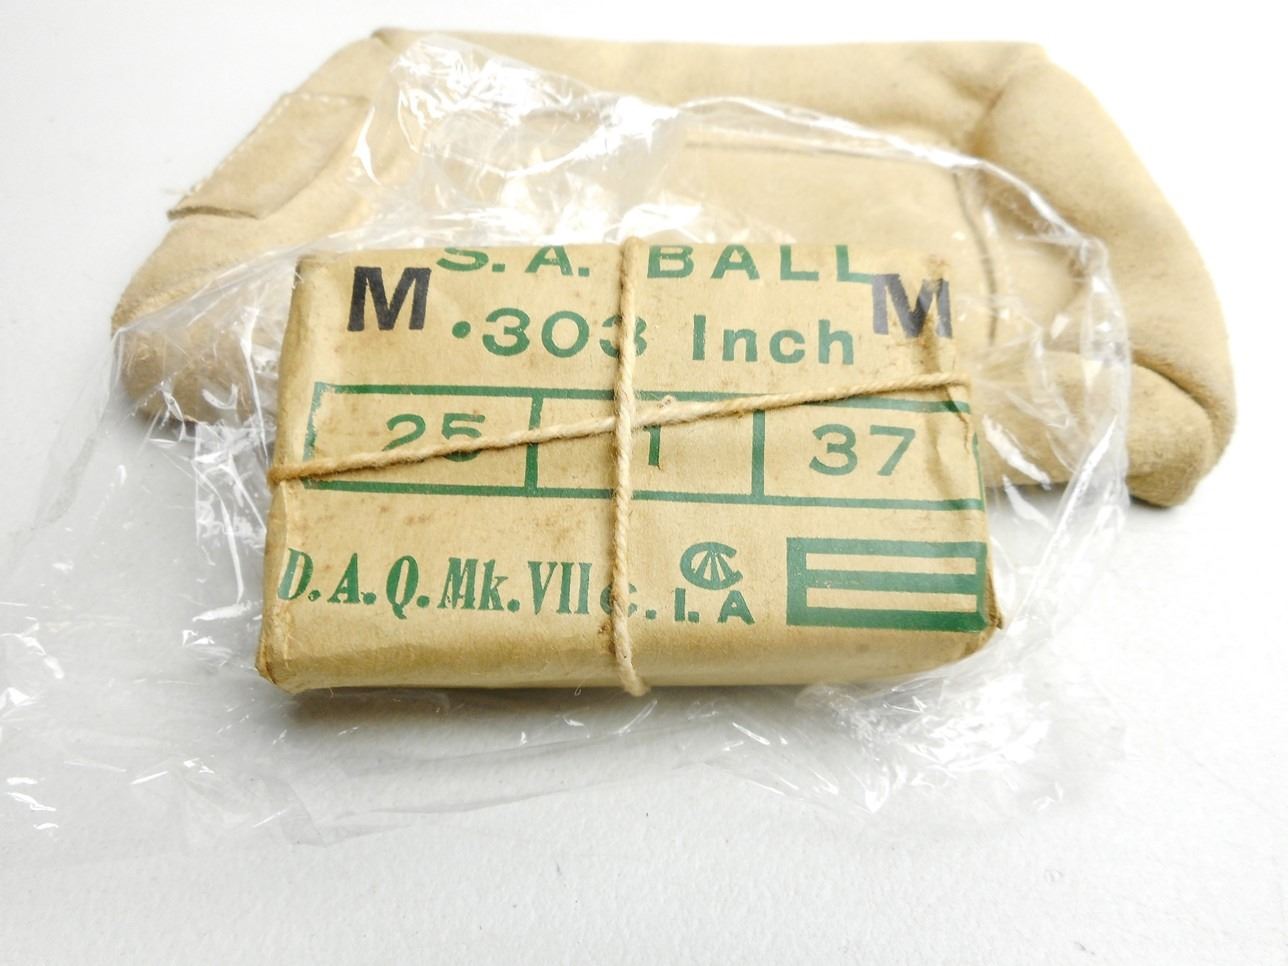 S.A. BALL
M M
.303 Inch
25 1 37
D.A.Q.Mk.VII C.I.A